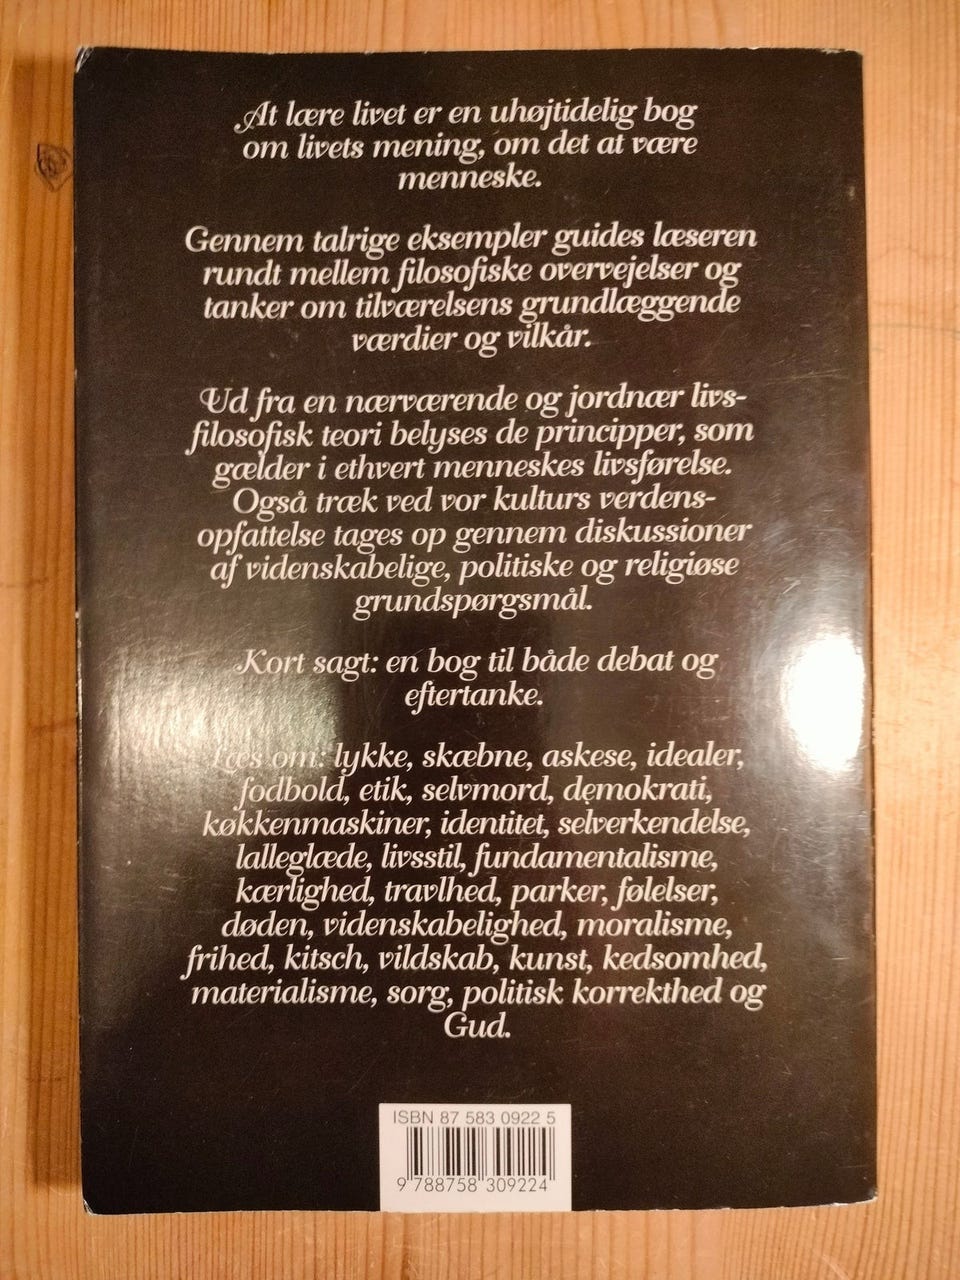 At lære livet er en uhøjtidelig bog
om livets mening, om det at være
menneske.
Gennem talrige eksempler guides læseren
rundt mellem filosofiske overvejelser og
tanker om tilværelsens grundlæggende
værdier og vilkår.
Ud fra en nærværende og jordnær livs-
filosofisk teori belyses de principper, som
gælder i ethvert menneskes livsførelse.
Også træk ved vor kulturs verdens-
opfattelse tages op gennem diskussioner
af videnskabelige, politiske og religiøse
grundspørgsmål.
Kort sagt: en bog til både debat og
eftertanke.
Læs om: lykke, skæbne, askese, idealer,
fodbold, etik, selvmord, demokrati,
køkkenmaskiner, identitet, selverkendelse,
lalleglæde, livsstil, fundamentalisme,
kærlighed, travlhed, parker, følelser,
døden, videnskabelighed, moralisme,
frihed, kitsch, vildskab, kunst, kedsomhed,
materialisme, sorg, politisk korrekthed og
Gud.
ISBN 87 583 0922 5
9 788758 309224